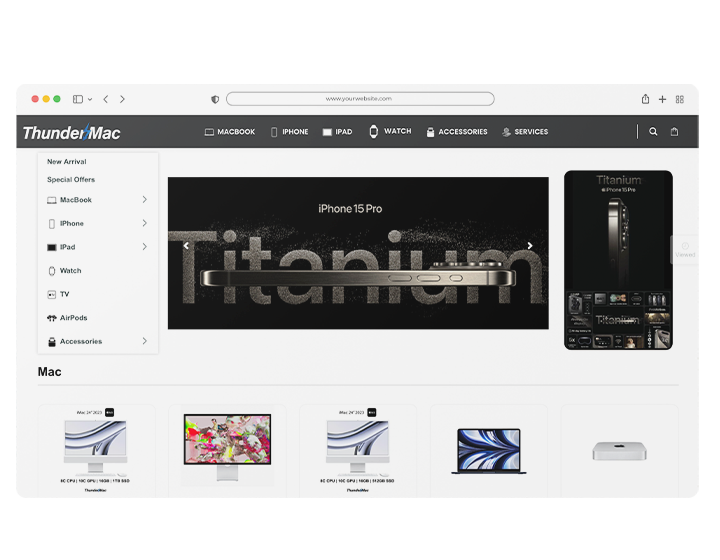 www.yourwebsite.com
ThunderMac
MACBOOK
IPHONE
IPAD
WATCH
ACCESSORIES
SERVICES
New Arrival
Special Offers
MacBook
IPhone
IPad
Watch
TV
AirPods
Accessories
iPhone 15 Pro
Titanium
Titanium
iPhone 15 Pro
Titanium
Viewed
Mac
iMac 24" 2023
8C CPU | 10C GPU | 16GB | 1TB SSD
ThunderMac
iMac 24" 2023
8C CPU | 10C GPU | 16GB | 512GB SSD
ThunderMac